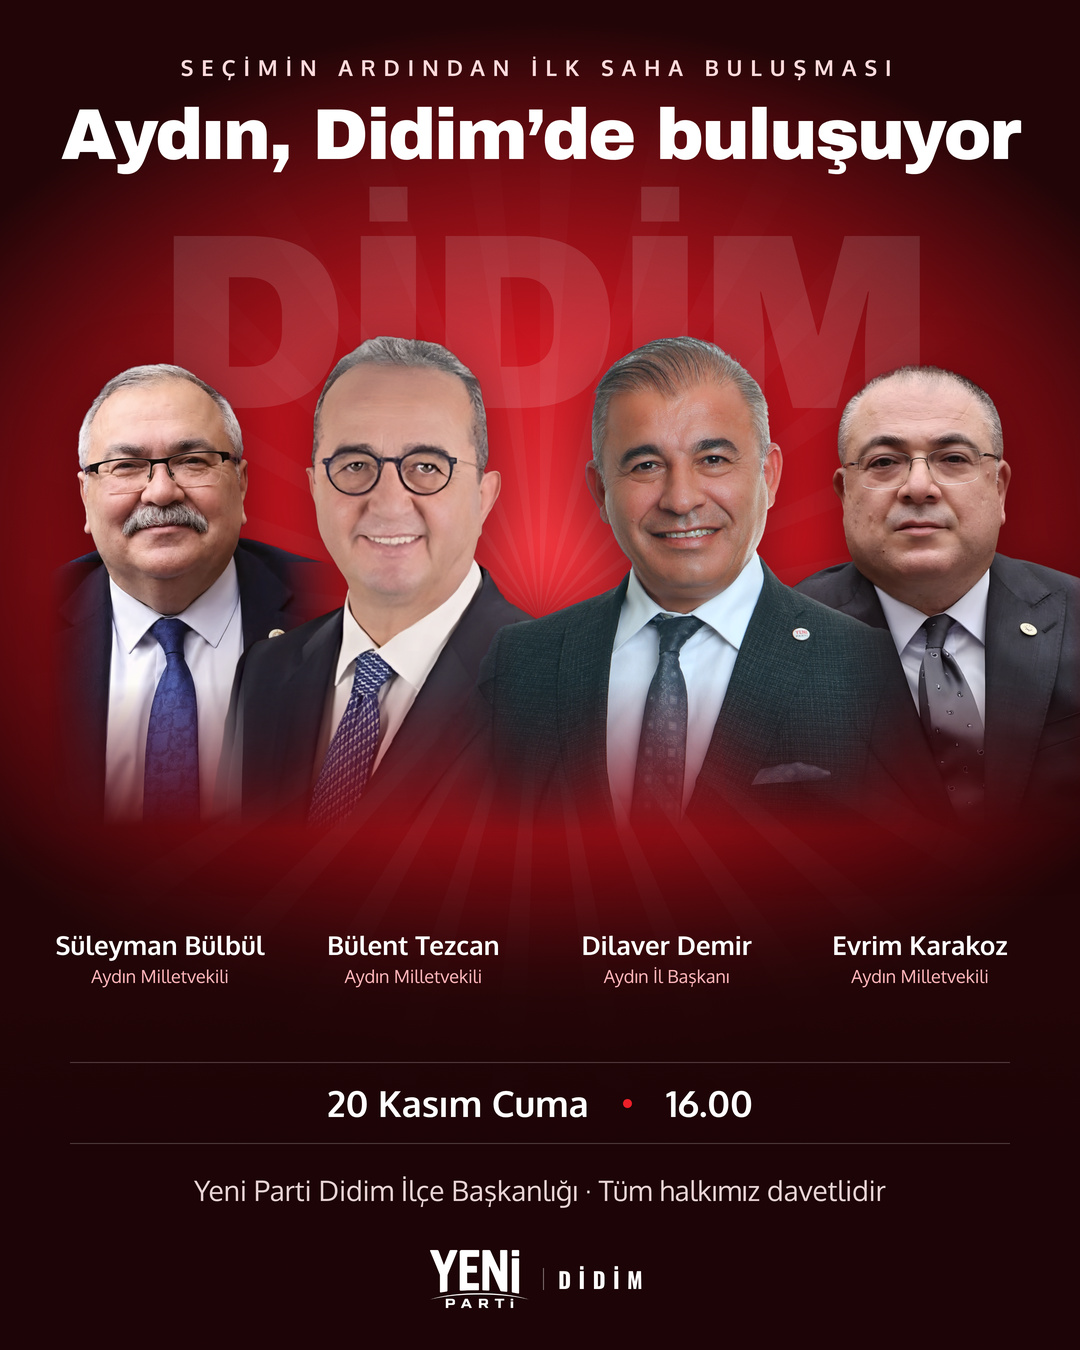 SEÇİMİN ARDINDAN İLK SAHA BULUŞMASI
Aydın, Didim’de buluşuyor
DİDİM
Süleyman Bülbül
Aydın Milletvekili
Bülent Tezcan
Aydın Milletvekili
Dilaver Demir
Aydın İl Başkanı
Evrim Karakoz
Aydın Milletvekili
20 Kasım Cuma • 16.00
Yeni Parti Didim İlçe Başkanlığı · Tüm halkımız davetlidir
YENİ
PARTİ
DİDİM